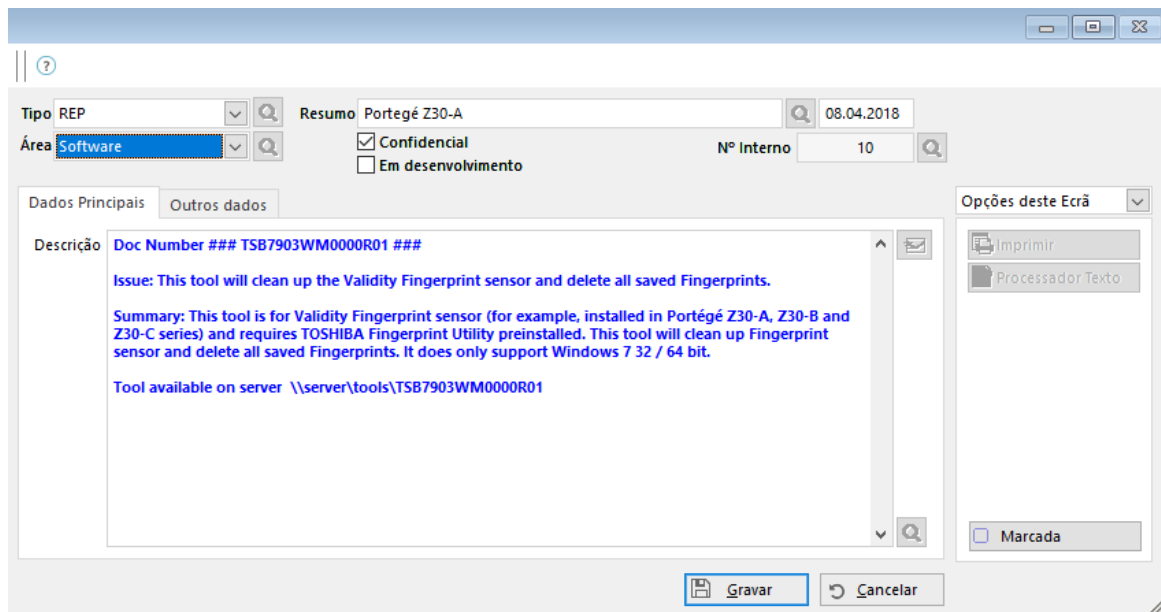 Tipo REP Resumo Portegé Z30-A 08.04.2018
Área Software Confidencial Nº Interno 10
Em desenvolvimento
Dados Principais Outros dados Opções deste Ecrã
Descrição Doc Number ### TSB7903WM0000R01 ###
Imprimir
Issue: This tool will clean up the Validity Fingerprint sensor and delete all saved Fingerprints.
Processador Texto
Summary: This tool is for Validity Fingerprint sensor (for example, installed in Portégé Z30-A, Z30-B and
Z30-C series) and requires TOSHIBA Fingerprint Utility preinstalled. This tool will clean up Fingerprint
sensor and delete all saved Fingerprints. It does only support Windows 7 32 / 64 bit.
Tool available on server \\server\tools\TSB7903WM0000R01
Marcada
Gravar Cancelar